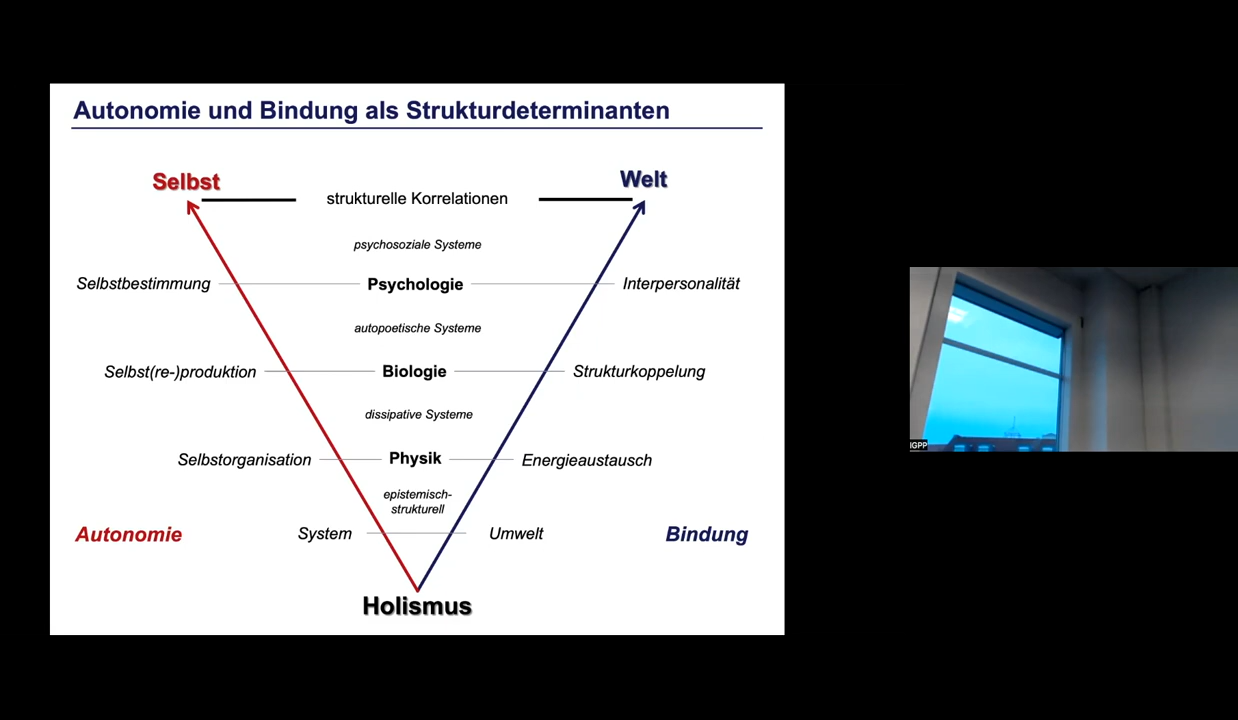 Autonomie und Bindung als Strukturdeterminanten
Selbst
Welt
strukturelle Korrelationen
psychosoziale Systeme
Selbstbestimmung
Psychologie
Interpersonalität
autopoetische Systeme
Selbst(re-)produktion
Biologie
Strukturkoppelung
dissipative Systeme
Selbstorganisation
Physik
Energieaustausch
epistemisch-
strukturell
Autonomie
System
Umwelt
Bindung
Holismus
IGPP